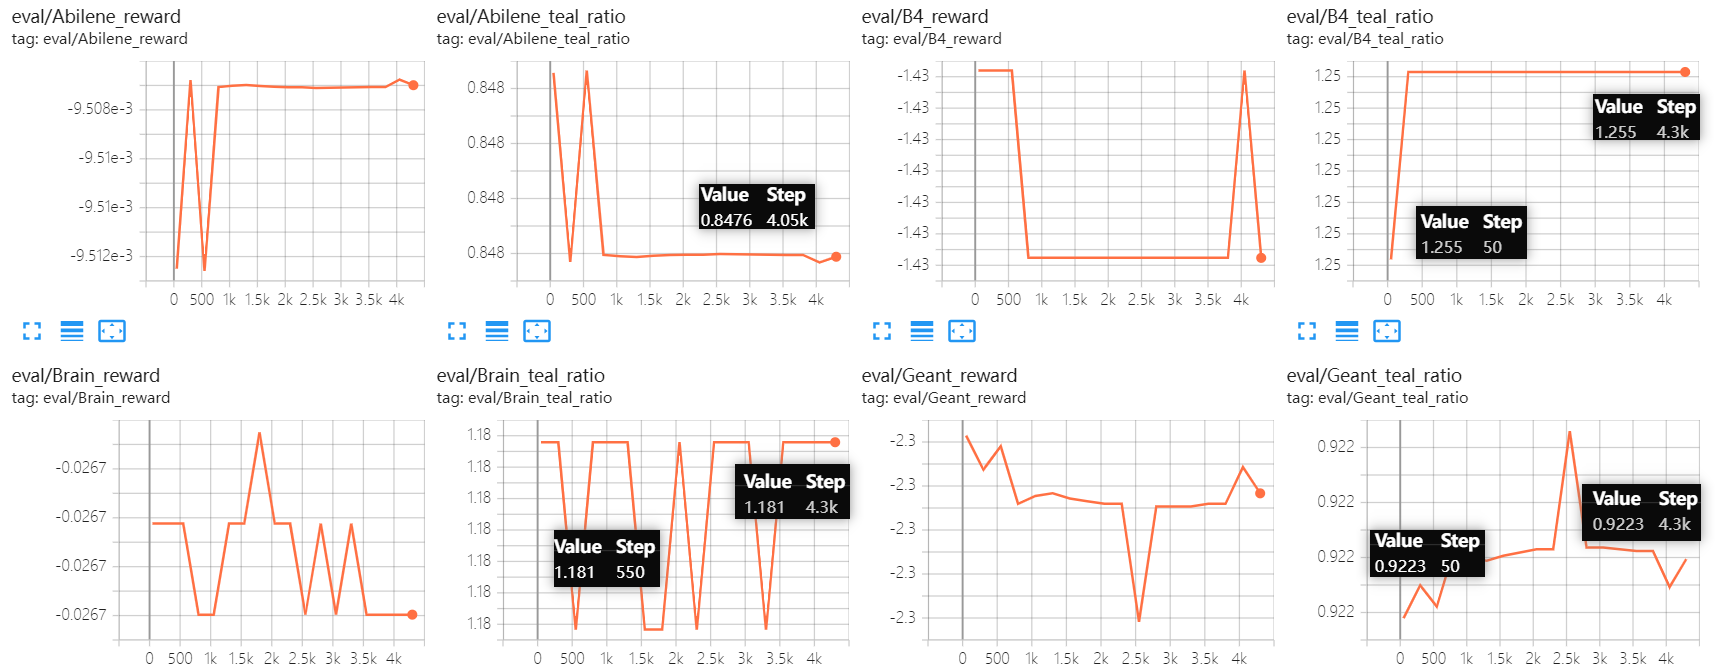 eval/Abilene_reward
tag: eval/Abilene_reward
-9.508e-3
-9.51e-3
-9.51e-3
-9.512e-3
0 500 1k 1.5k 2k 2.5k 3k 3.5k 4k
eval/Abilene_teal_ratio
tag: eval/Abilene_teal_ratio
0.848
0.848
0.848
0.848
Value Step
0.8476 4.05k
0 500 1k 1.5k 2k 2.5k 3k 3.5k 4k
eval/B4_reward
tag: eval/B4_reward
-1.43
-1.43
-1.43
-1.43
-1.43
-1.43
-1.43
0 500 1k 1.5k 2k 2.5k 3k 3.5k 4k
eval/B4_teal_ratio
tag: eval/B4_teal_ratio
1.25
1.25
1.25
1.25
1.25
1.25
1.25
Value Step
1.255 4.3k
Value Step
1.255 50
0 500 1k 1.5k 2k 2.5k 3k 3.5k 4k
eval/Brain_reward
tag: eval/Brain_reward
-0.0267
-0.0267
-0.0267
-0.0267
0 500 1k 1.5k 2k 2.5k 3k 3.5k 4k
eval/Brain_teal_ratio
tag: eval/Brain_teal_ratio
1.18
1.18
1.18
1.18
1.18
1.18
1.18
Value Step
1.181 4.3k
Value Step
1.181 550
0 500 1k 1.5k 2k 2.5k 3k 3.5k 4k
eval/Geant_reward
tag: eval/Geant_reward
-2.3
-2.3
-2.3
-2.3
-2.3
0 500 1k 1.5k 2k 2.5k 3k 3.5k 4k
eval/Geant_teal_ratio
tag: eval/Geant_teal_ratio
0.922
0.922
0.922
0.922
Value Step
0.9223 4.3k
Value Step
0.9223 50
0 500 1k 1.5k 2k 2.5k 3k 3.5k 4k